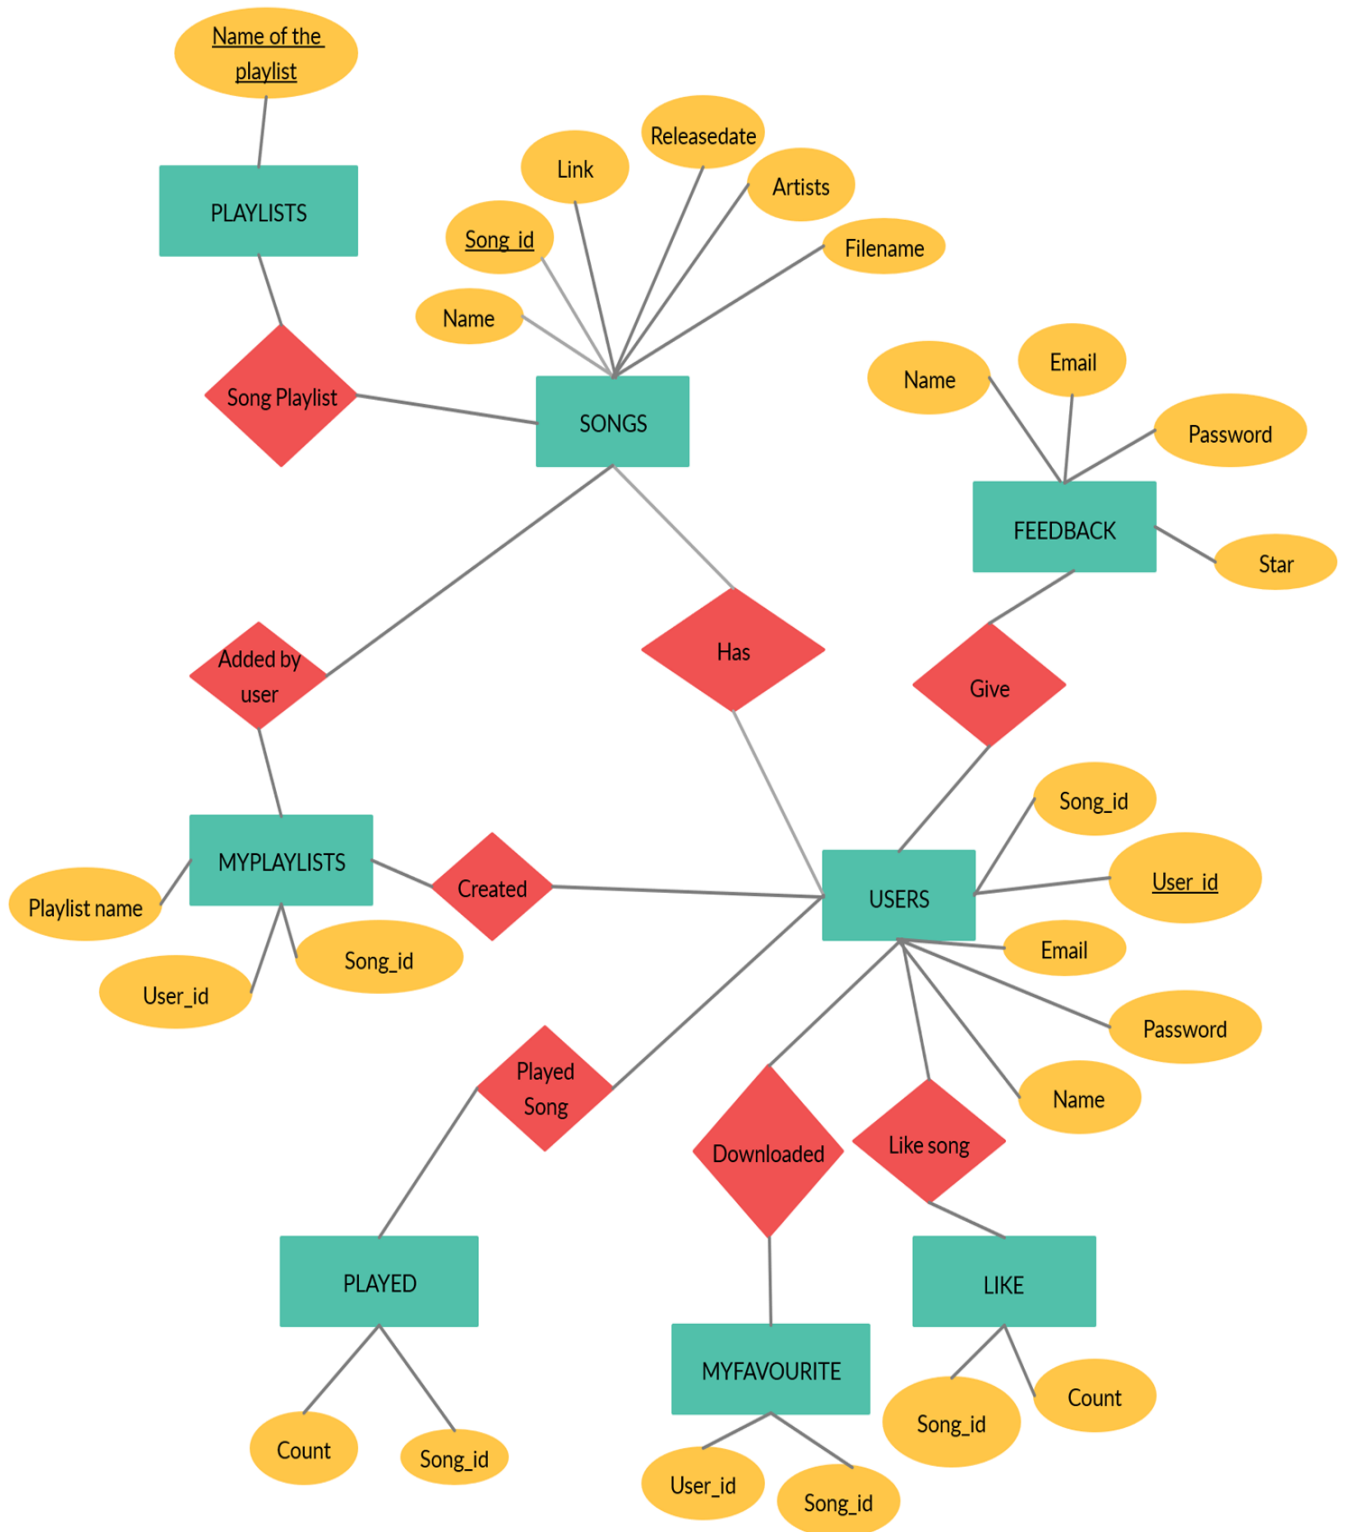 Name of the
playlist
PLAYLISTS
Song Playlist
Name
Song_id
Link
Releasedate
Artists
Filename
SONGS
Name
Email
Password
FEEDBACK
Star
Added by
user
Has
Give
MYPLAYLISTS
Playlist name
User_id
Song_id
Created
USERS
Song_id
User_id
Email
Password
Name
Played
Song
Downloaded
Like song
PLAYED
Count
Song_id
MYFAVOURITE
User_id
Song_id
LIKE
Song_id
Count